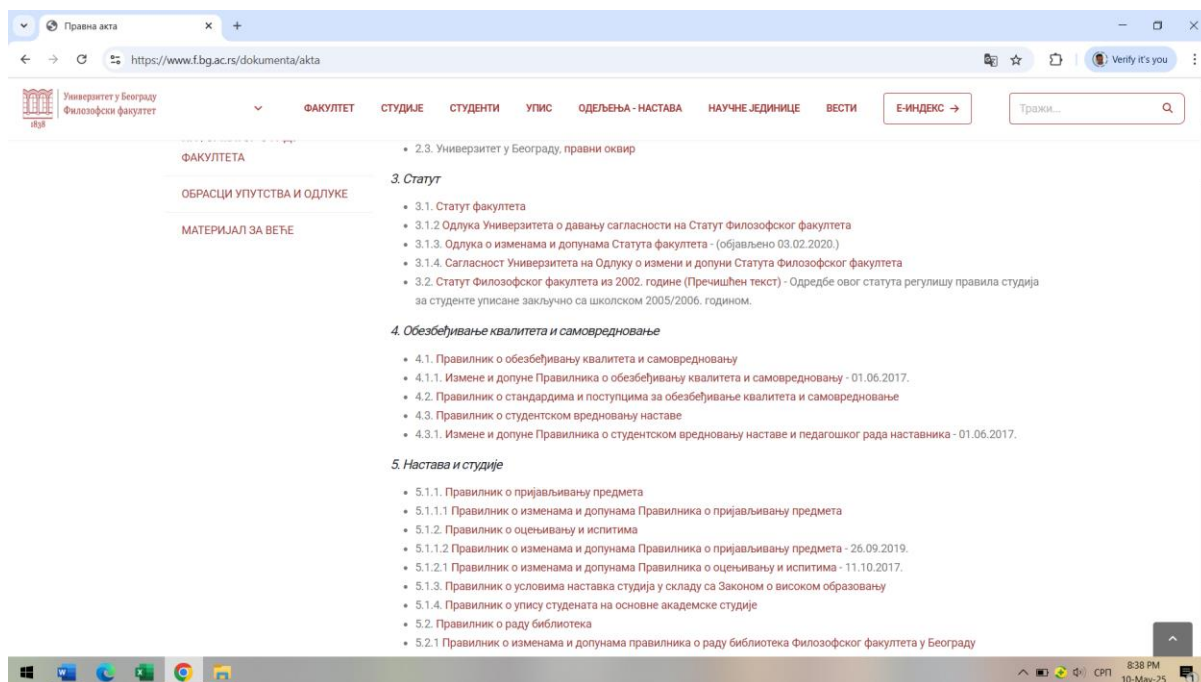 Правна акта
https://www.f.bg.ac.rs/dokumenta/akta
Verify it's you
Универзитет у Београду
Филозофски факултет
1838
ФАКУЛТЕТ СТУДИЈЕ СТУДЕНТИ УПИС ОДЕЉЕЊА - НАСТАВА НАУЧНЕ ЈЕДИНИЦЕ ВЕСТИ Е-ИНДЕКС → Тражи...
ФАКУЛТЕТА
ОБРАСЦИ УПУТСТВА И ОДЛУКЕ
МАТЕРИЈАЛ ЗА ВЕЋЕ
2.3. Универзитет у Београду, правни оквир
3. Статут
3.1. Статут факултета
3.1.2 Одлука Универзитета о давању сагласности на Статут Филозофског факултета
3.1.3. Одлука о изменама и допунама Статута факултета - (објављено 03.02.2020.)
3.1.4. Сагласност Универзитета на Одлуку о измени и допуни Статута Филозофског факултета
3.2. Статут Филозофског факултета из 2002. године (Пречишћен текст) - Одредбе овог статута регулишу правила студија
за студенте уписане закључно са школском 2005/2006. годином.
4. Обезбеђивање квалитета и самовредновање
4.1. Правилник о обезбеђивању квалитета и самовредновању
4.1.1. Измене и допуне Правилника о обезбеђивању квалитета и самовредновању - 01.06.2017.
4.2. Правилник о стандардима и поступцима за обезбеђивање квалитета и самовредновање
4.3. Правилник о студентском вредновању наставе
4.3.1. Измене и допуне Правилника о студентском вредновању наставе и педагошког рада наставника - 01.06.2017.
5. Настава и студије
5.1.1. Правилник о пријављивању предмета
5.1.1.1 Правилник о изменама и допунама Правилника о пријављивању предмета
5.1.2. Правилник о оцењивању и испитима
5.1.1.2 Правилник о изменама и допунама Правилника о пријављивању предмета - 26.09.2019.
5.1.2.1 Правилник о изменама и допунама Правилника о оцењивању и испитима - 11.10.2017.
5.1.3. Правилник о условима наставка студија у складу са Законом о високом образовању
5.1.4. Правилник о упису студената на основне академске студије
5.2. Правилник о раду библиотека
5.2.1 Правилник о изменама и допунама правилника о раду библиотека Филозофског факултета у Београду
СРП
8:38 PM
10-May-25